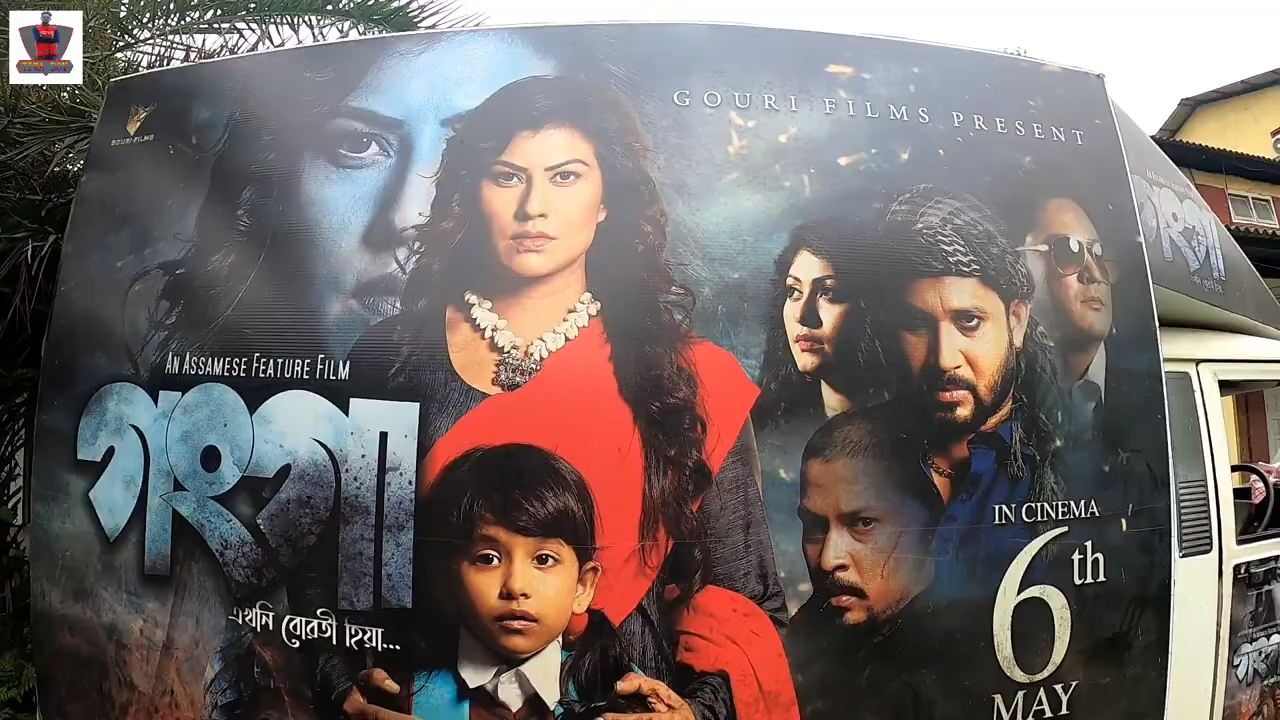 GOURI FILMS PRESENT
GOURI FILMS
AN ASSAMESE FEATURE FILM
গংগা
এখনি বোৱতী হিয়া...
IN CINEMA
6th
MAY